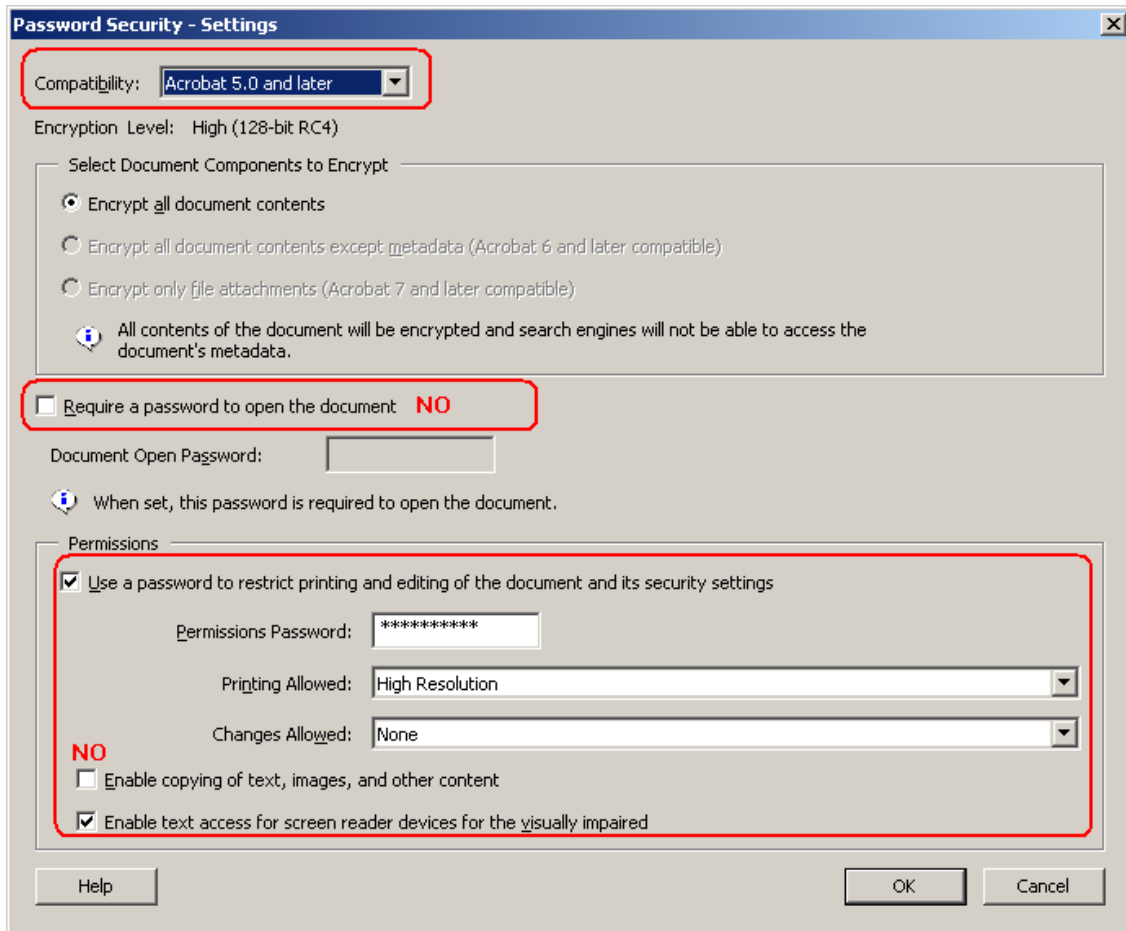 Password Security - Settings
Compatibility: Acrobat 5.0 and later
Encryption Level: High (128-bit RC4)
Select Document Components to Encrypt
Encrypt all document contents
Encrypt all document contents except metadata (Acrobat 6 and later compatible)
Encrypt only file attachments (Acrobat 7 and later compatible)
All contents of the document will be encrypted and search engines will not be able to access the
document's metadata.
Require a password to open the document NO
Document Open Password:
When set, this password is required to open the document.
Permissions
Use a password to restrict printing and editing of the document and its security settings
Permissions Password: **********
Printing Allowed: High Resolution
Changes Allowed: None
NO
Enable copying of text, images, and other content
Enable text access for screen reader devices for the visually impaired
Help OK Cancel